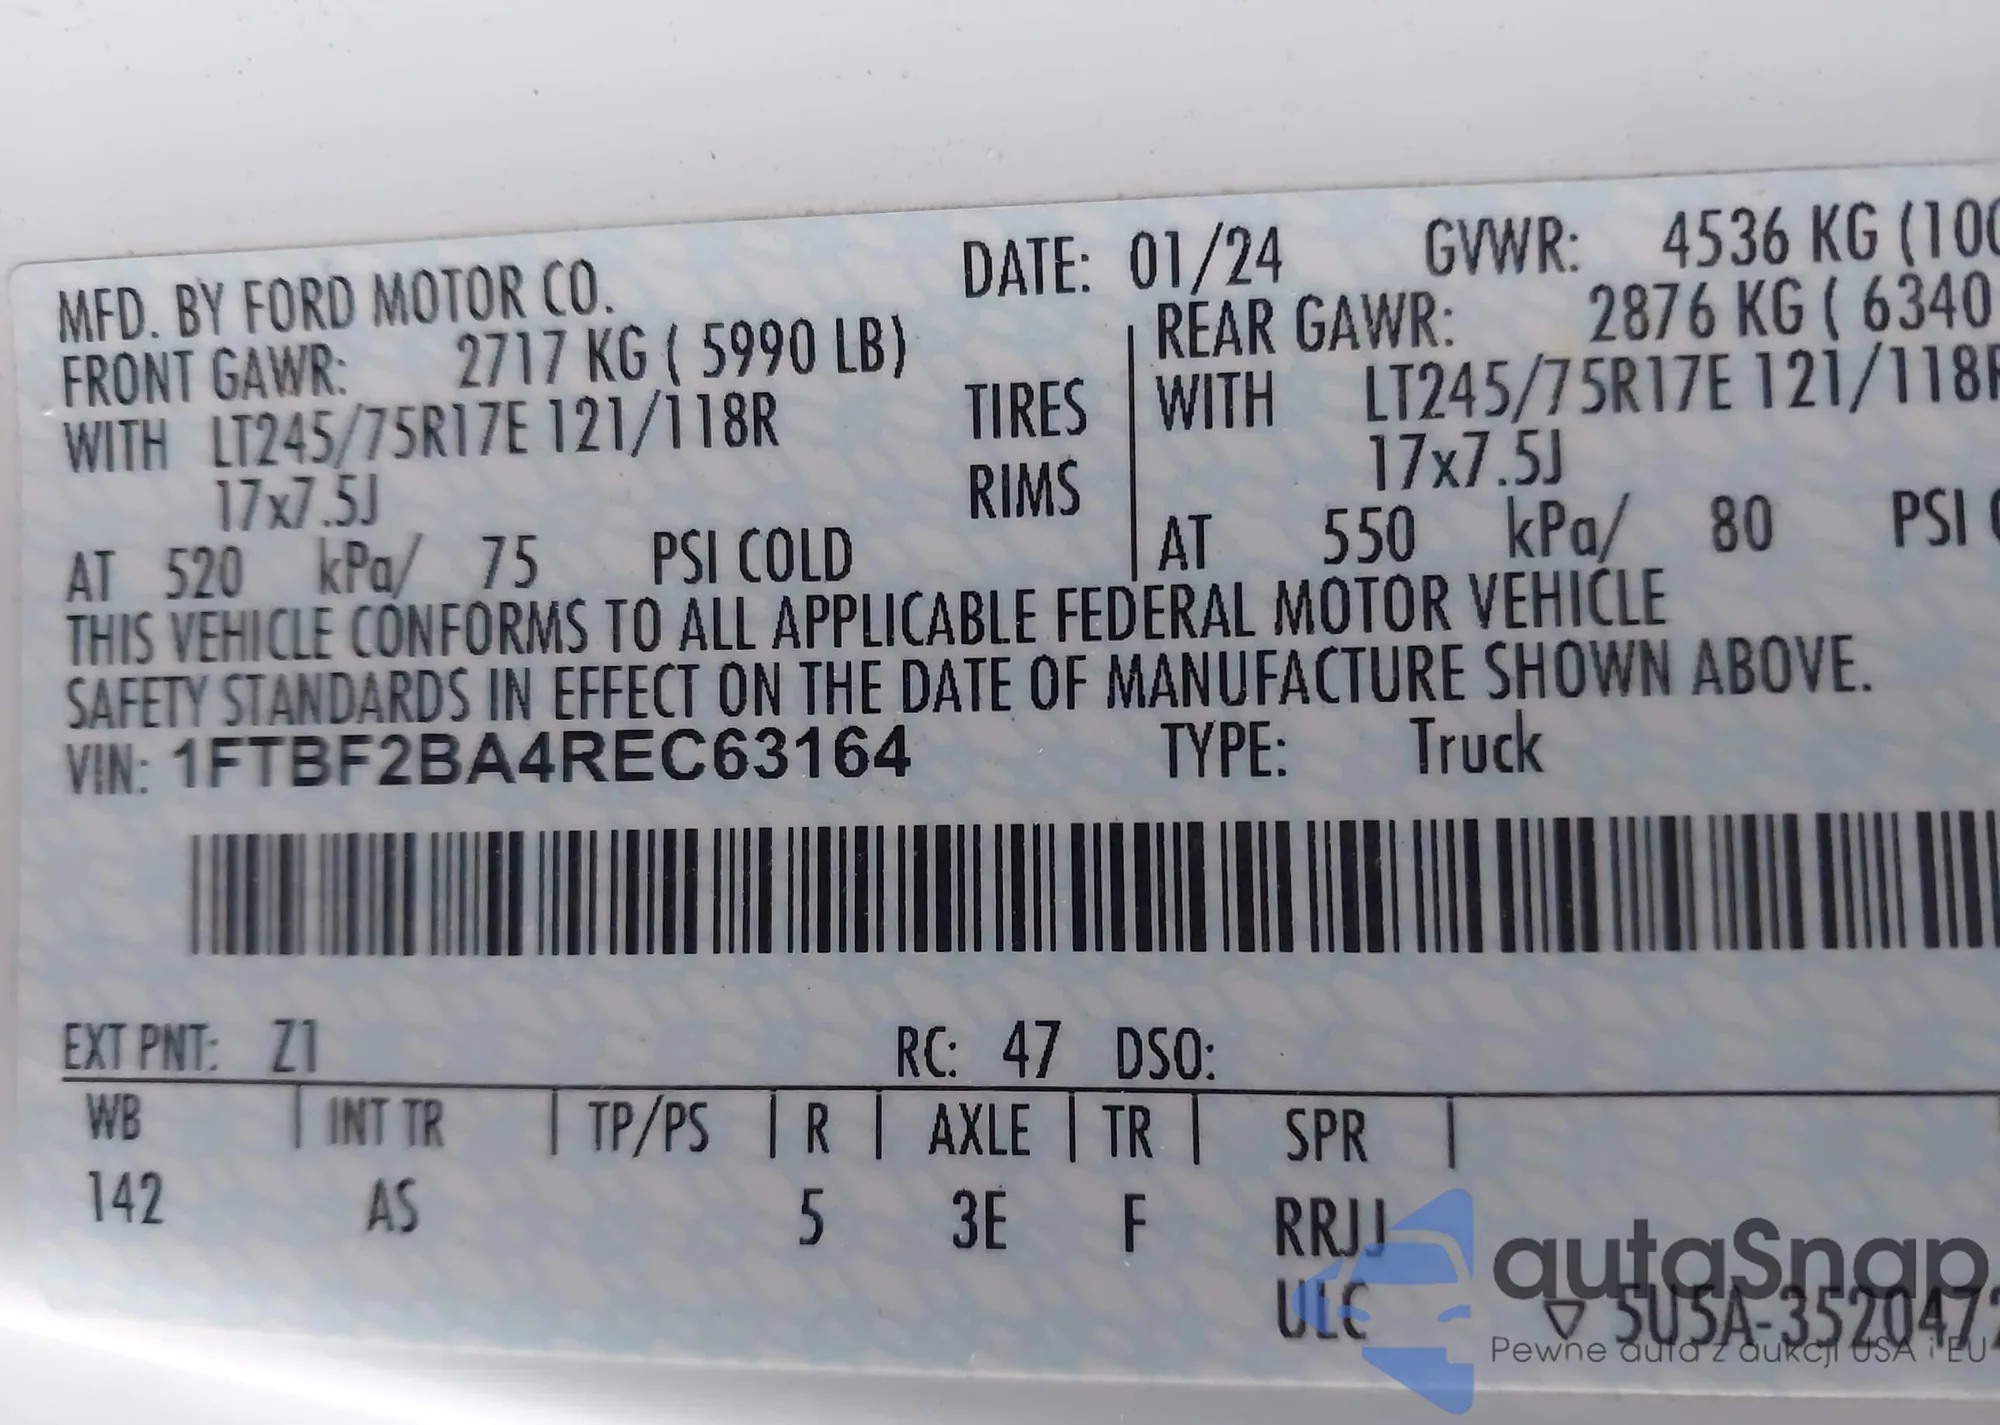 MFD. BY FORD MOTOR CO. DATE: 01/24 GVWR: 4536 KG (100
FRONT GAWR: 2717 KG ( 5990 LB) REAR GAWR: 2876 KG ( 6340
WITH LT245/75R17E 121/118R TIRES WITH LT245/75R17E 121/118R
17x7.5J RIMS 17x7.5J
AT 520 kPa/ 75 PSI COLD AT 550 kPa/ 80 PSI
THIS VEHICLE CONFORMS TO ALL APPLICABLE FEDERAL MOTOR VEHICLE
SAFETY STANDARDS IN EFFECT ON THE DATE OF MANUFACTURE SHOWN ABOVE.
VIN: 1FTBF2BA4REC63164 TYPE: Truck
EXT PNT: Z1 RC: 47 DSO:
WB INT TR TP/PS R AXLE TR SPR
142 AS 5 3E F RRJJ
ULC ▽ 5U5A-3520472
autaSnap
Pewne auta z aukcji USA i EU